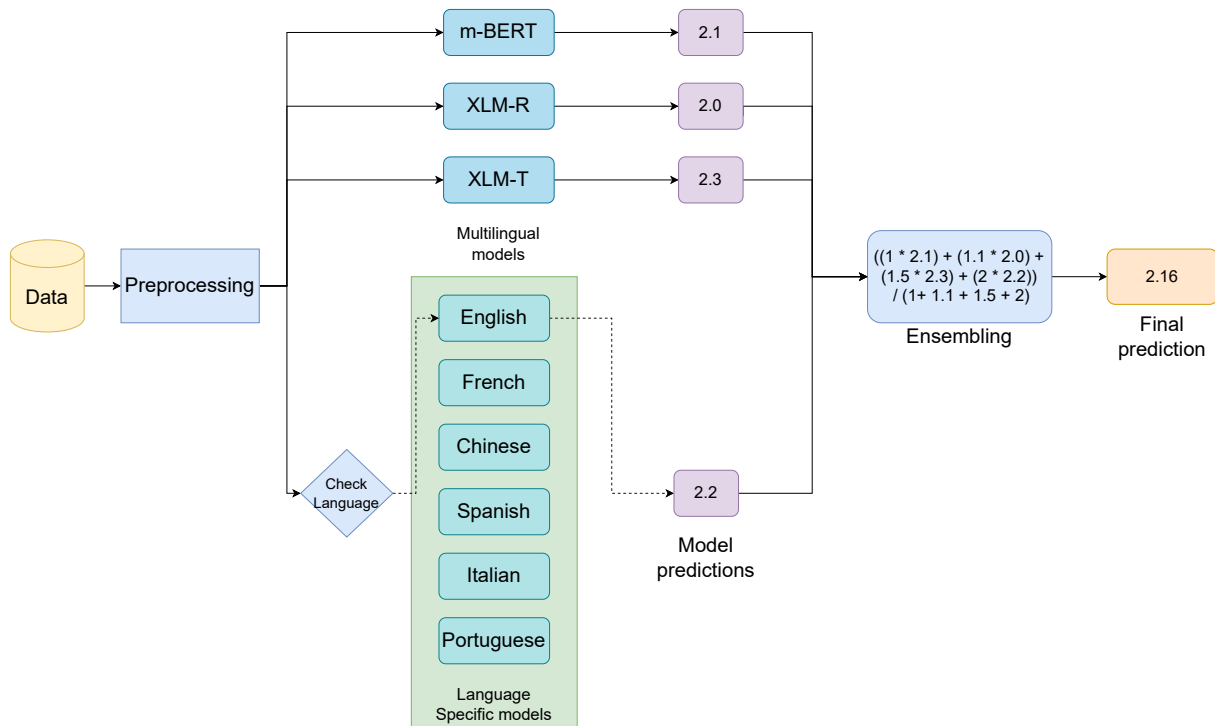 m-BERT
2.1
XLM-R
2.0
XLM-T
2.3
Multilingual
models
Data
Preprocessing
English
French
Chinese
Spanish
Italian
Portuguese
Language
Specific models
Check
Language
2.2
Model
predictions
((1 * 2.1) + (1.1 * 2.0) +
(1.5 * 2.3) + (2 * 2.2))
/ (1+ 1.1 + 1.5 + 2)
Ensembling
2.16
Final
prediction